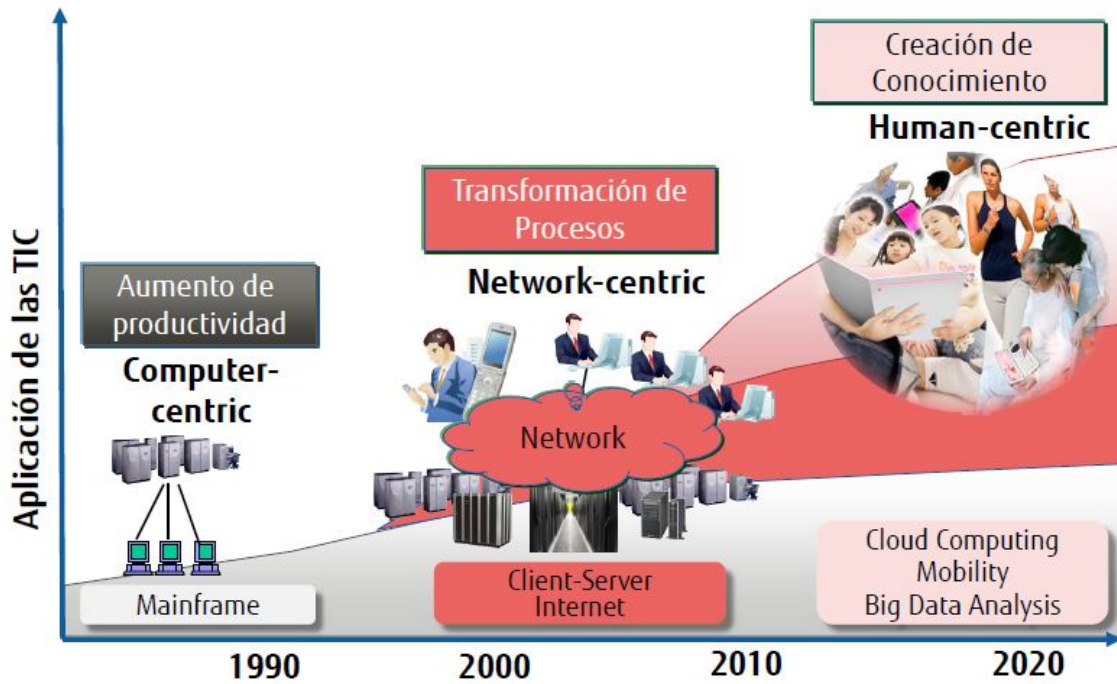 Creación de
Conocimiento
Human-centric
Transformación de
Procesos
Network-centric
Aumento de
productividad
Computer-
centric
Aplicación de las TIC
Network
Mainframe
Client-Server
Internet
Cloud Computing
Mobility
Big Data Analysis
1990
2000
2010
2020